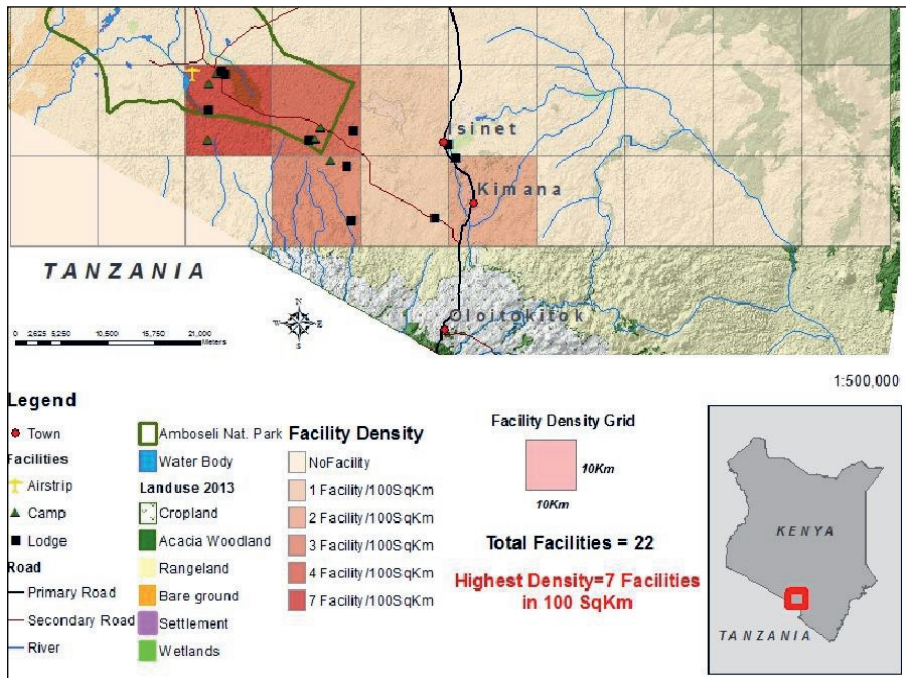 Isinet
Kimana
TANZANIA
N
W E
S
Oloitokitok
0 2,625 5,250 10,500 15,750 21,000
Meters
1:500,000
Legend
Town
Facilities
Airstrip
Camp
Lodge
Road
Primary Road
Secondary Road
River
Amboseli Nat. Park
Water Body
Landuse 2013
Cropland
Acacia Woodland
Rangeland
Bare ground
Settlement
Wetlands
Facility Density
NoFacility
1 Facility/100SqKm
2 Facility/100SqKm
3 Facility/100SqKm
4 Facility/100SqKm
7 Facility/100SqKm
Facility Density Grid
10Km
10Km
Total Facilities = 22
Highest Density=7 Facilities
in 100 SqKm
KENYA
TANZANIA